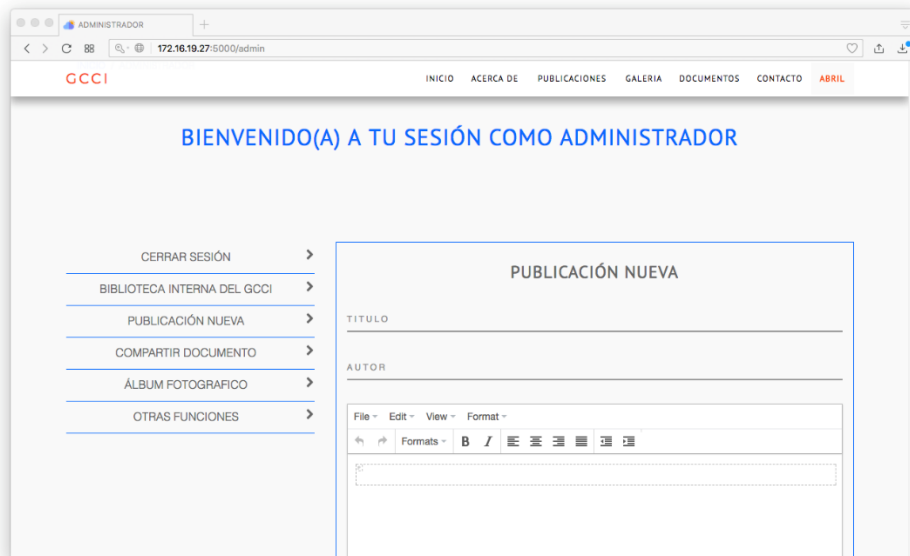 ADMINISTRADOR
172.16.19.27:5000/admin
GCCI INICIO ACERCA DE PUBLICACIONES GALERIA DOCUMENTOS CONTACTO ABRIL
BIENVENIDO(A) A TU SESIÓN COMO ADMINISTRADOR
CERRAR SESIÓN
BIBLIOTECA INTERNA DEL GCCI
PUBLICACIÓN NUEVA
COMPARTIR DOCUMENTO
ÁLBUM FOTOGRAFICO
OTRAS FUNCIONES
PUBLICACIÓN NUEVA
TITULO
AUTOR
File Edit View Format
Formats B I